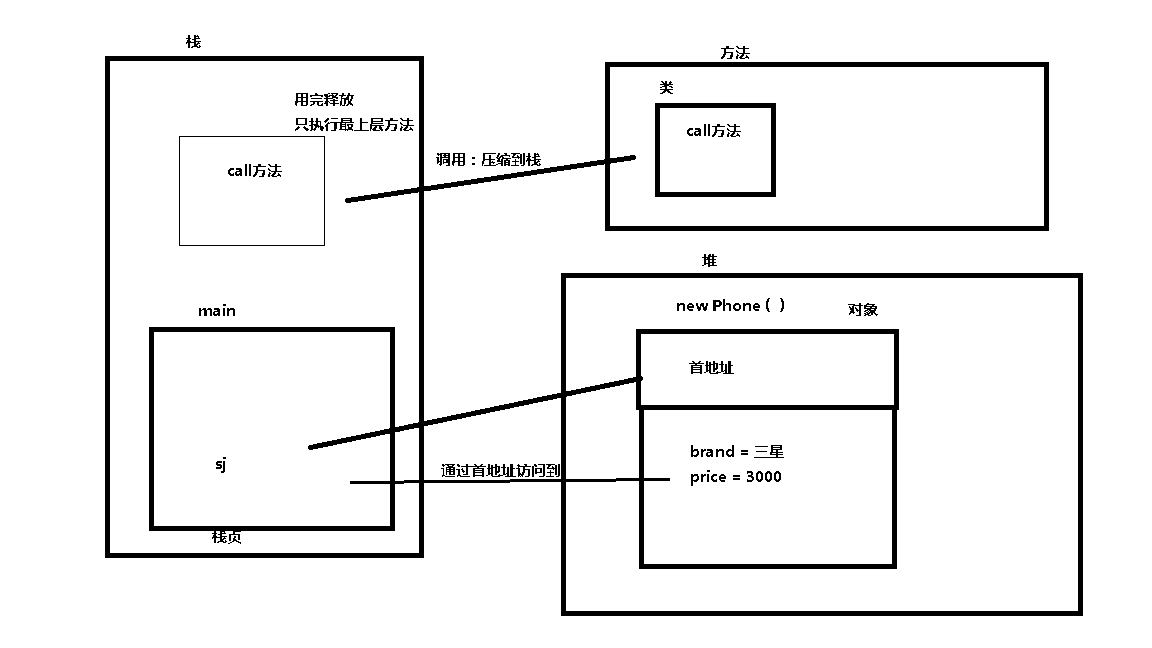 栈
用完释放
只执行最上层方法
call方法
main
sj
栈页
调用：压缩到栈
通过首地址访问到
方法
类
call方法
堆
new Phone ( )
对象
首地址
brand = 三星
price = 3000